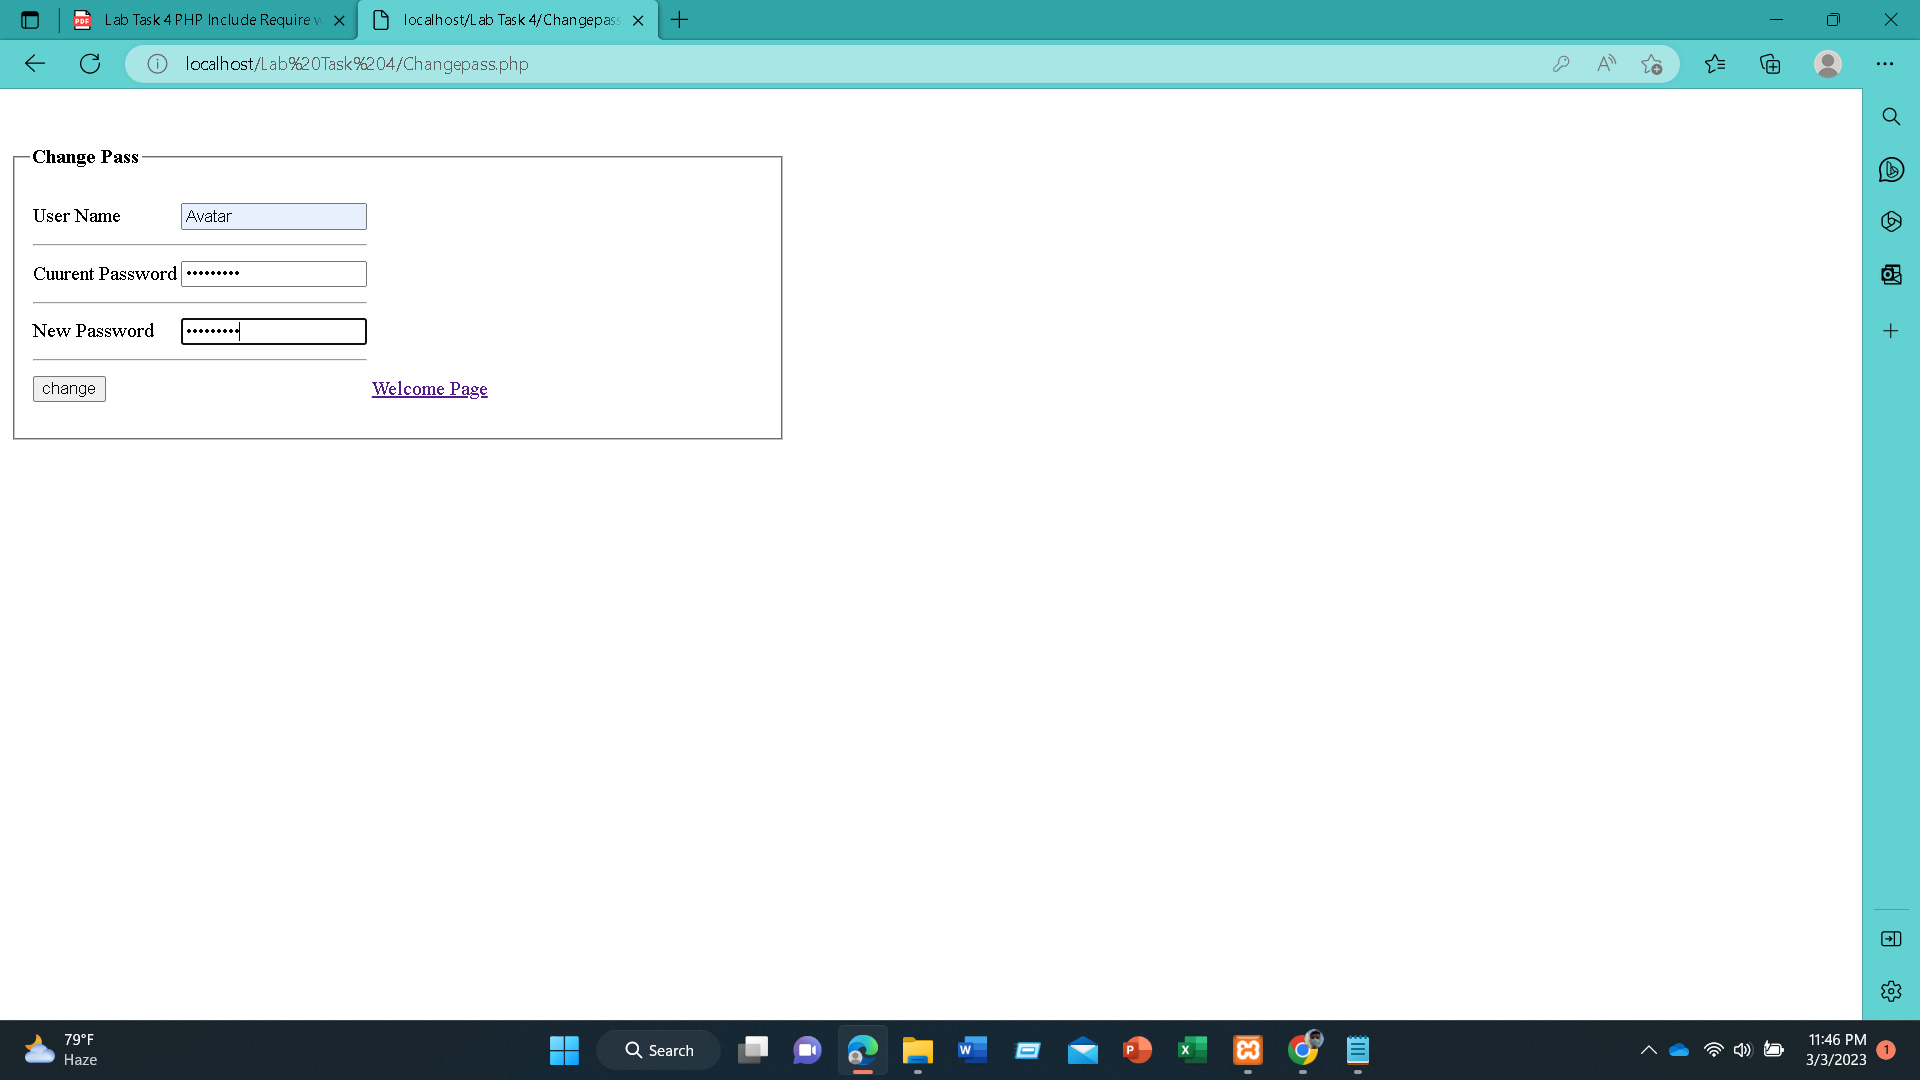 Lab Task 4 PHP Include Require w
localhost/Lab Task 4/Changepass
localhost/Lab%20Task%204/Changepass.php
Change Pass
User Name Avatar
Cuurent Password •••••••••
New Password •••••••••
change Welcome Page
79°F
Haze
Search
11:46 PM
3/3/2023
1